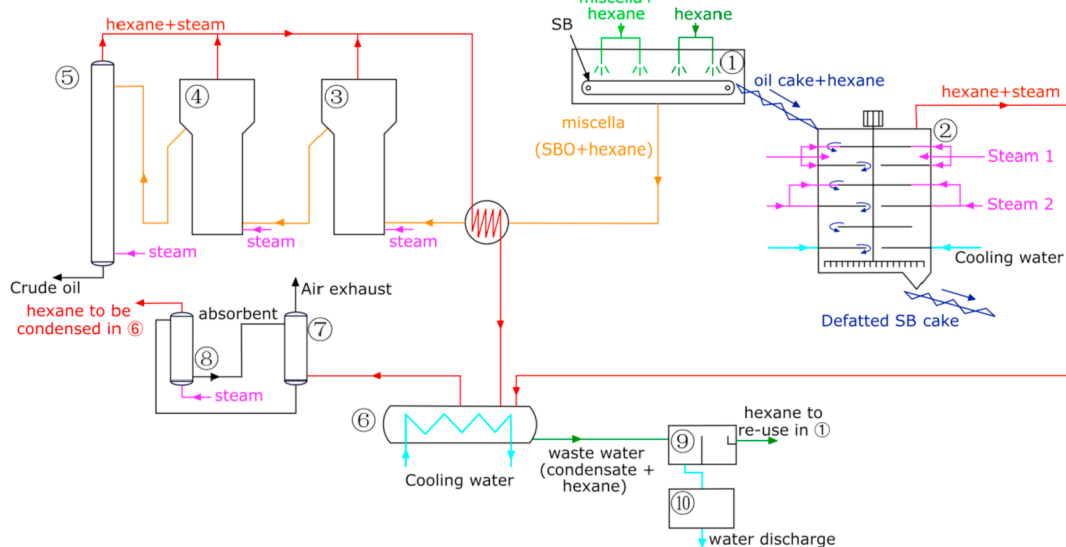 miscella+
hexane
hexane
SB
①
hexane+steam
⑤
④
③
oil cake+hexane
hexane+steam
②
miscella
(SBO+hexane)
Steam 1
Steam 2
steam
steam
steam
Cooling water
Crude oil
Air exhaust
hexane to be
condensed in ⑥
absorbent
⑦
⑧
steam
Defatted SB cake
⑥
Cooling water
waste water
(condensate +
hexane)
⑨
hexane to
re-use in ①
⑩
water discharge